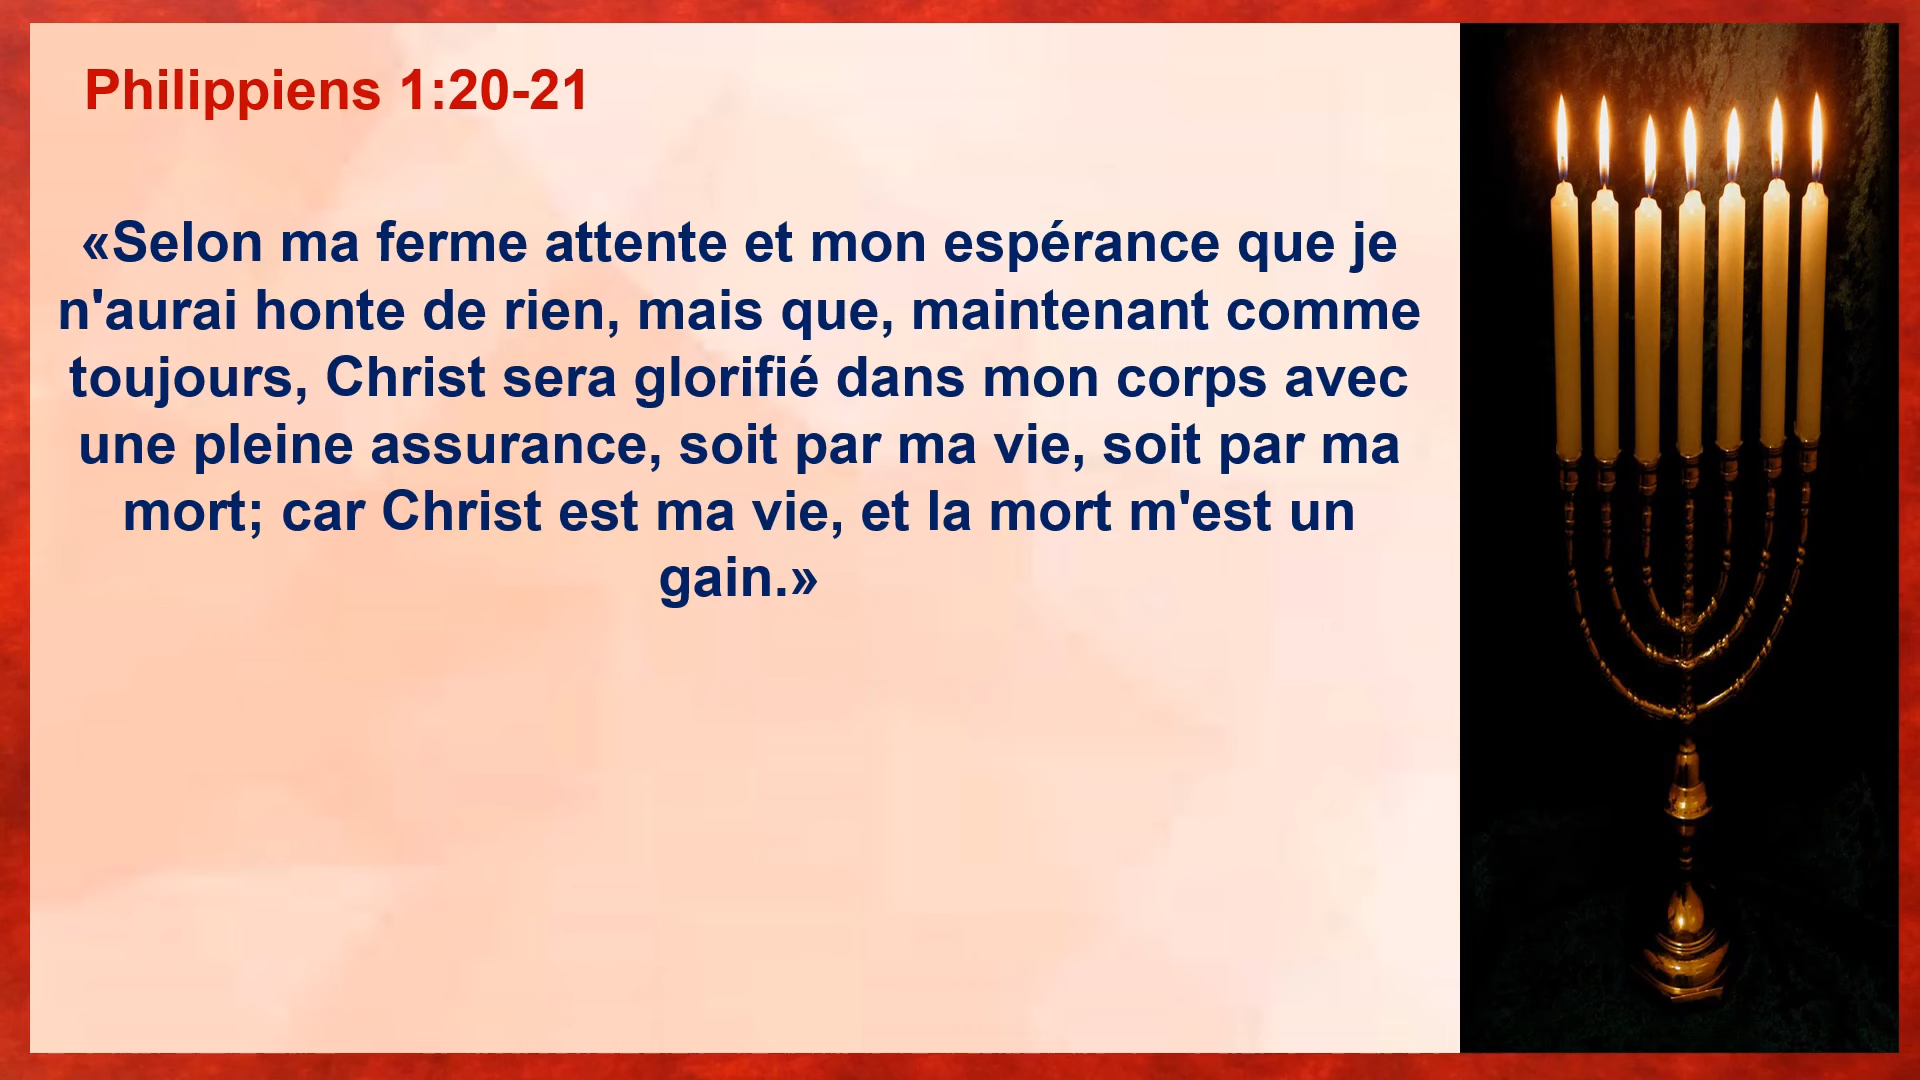 Philippiens 1:20-21
«Selon ma ferme attente et mon espérance que je
n'aurai honte de rien, mais que, maintenant comme
toujours, Christ sera glorifié dans mon corps avec
une pleine assurance, soit par ma vie, soit par ma
mort; car Christ est ma vie, et la mort m'est un
gain.»